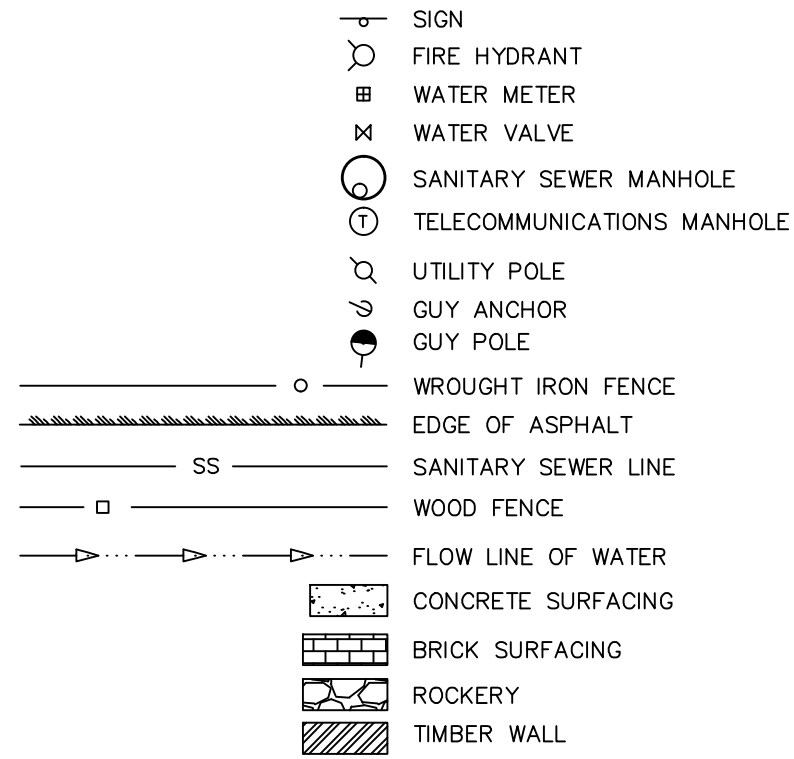 SIGN
FIRE HYDRANT
WATER METER
WATER VALVE
SANITARY SEWER MANHOLE
T TELECOMMUNICATIONS MANHOLE
UTILITY POLE
GUY ANCHOR
GUY POLE
WROUGHT IRON FENCE
EDGE OF ASPHALT
SS SANITARY SEWER LINE
WOOD FENCE
FLOW LINE OF WATER
CONCRETE SURFACING
BRICK SURFACING
ROCKERY
TIMBER WALL